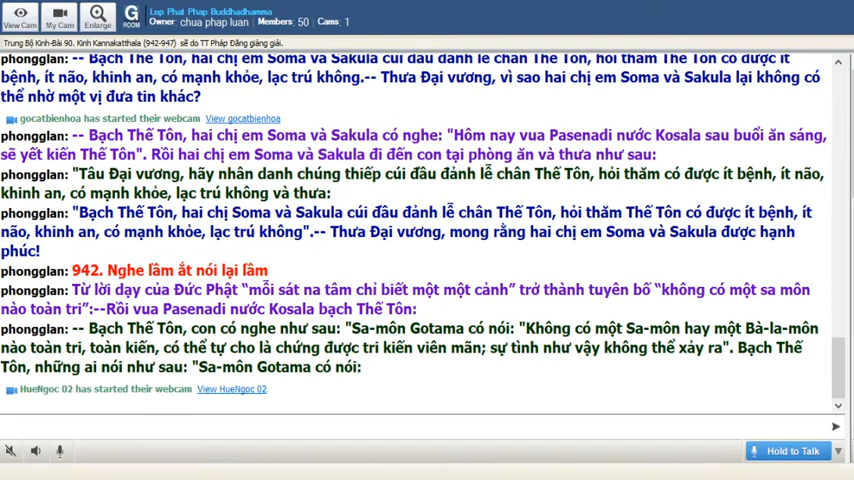 View Cam
My Cam
Enlarge
G
ROOM
Lop Phat Phap Buddhadhamma
Owner: chua phap luan   Members: 50   Cams: 1
Trung Bộ Kinh-Bài 90. Kinh Kannakatthala (942-947) sẽ do TT Pháp Đăng giảng giải.
phongglan: -- Bạch Thế Tôn, hai chị em Soma và Sakula cúi đầu đảnh lễ chân Thế Tôn, hỏi thăm Thế Tôn có được ít
bệnh, ít não, khinh an, có mạnh khỏe, lạc trú không.-- Thưa Đại vương, vì sao hai chị em Soma và Sakula lại không có
thể nhờ một vị đưa tin khác?
gocatbienhoa has started their webcam   View gocatbienhoa
phongglan: -- Bạch Thế Tôn, hai chị em Soma và Sakula có nghe: "Hôm nay vua Pasenadi nước Kosala sau buổi ăn sáng,
sẽ yết kiến Thế Tôn". Rồi hai chị em Soma và Sakula đi đến con tại phòng ăn và thưa như sau:
phongglan: "Tâu Đại vương, hãy nhân danh chúng thiếp cúi đầu đảnh lễ chân Thế Tôn, hỏi thăm có được ít bệnh, ít não,
khinh an, có mạnh khỏe, lạc trú không và thưa:
phongglan: "Bạch Thế Tôn, hai chị em Soma và Sakula cúi đầu đảnh lễ chân Thế Tôn, hỏi thăm Thế Tôn có được ít bệnh, ít
não, khinh an, có mạnh khỏe, lạc trú không".-- Thưa Đại vương, mong rằng hai chị em Soma và Sakula được hạnh
phúc!
phongglan: 942. Nghe lầm ắt nói lại lầm
phongglan: Từ lời dạy của Đức Phật “mỗi sát na tâm chỉ biết một một cảnh” trở thành tuyên bố “không có một sa môn
nào toàn tri”:--Rồi vua Pasenadi nước Kosala bạch Thế Tôn:
phongglan: -- Bạch Thế Tôn, con có nghe như sau: "Sa-môn Gotama có nói: "Không có một Sa-môn hay một Bà-la-môn
nào toàn tri, toàn kiến, có thể tự cho là chứng được tri kiến viên mãn; sự tình như vậy không thể xảy ra". Bạch Thế
Tôn, những ai nói như sau: "Sa-môn Gotama có nói:
HueNgoc 02 has started their webcam   View HueNgoc 02
Hold to Talk